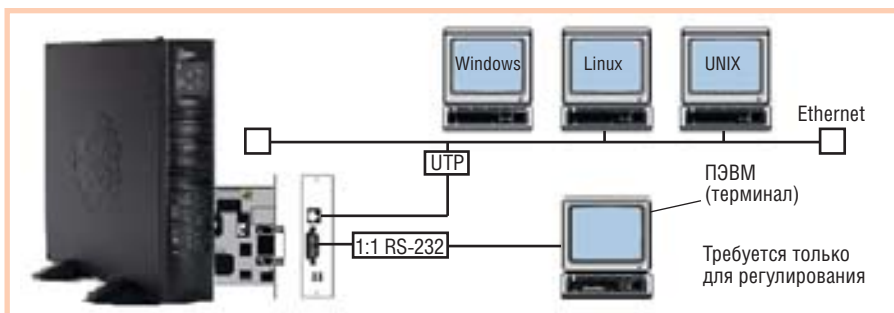 Windows
Linux
UNIX
Ethernet
UTP
ПЭВМ
(терминал)
1:1 RS-232
Требуется только
для регулирования